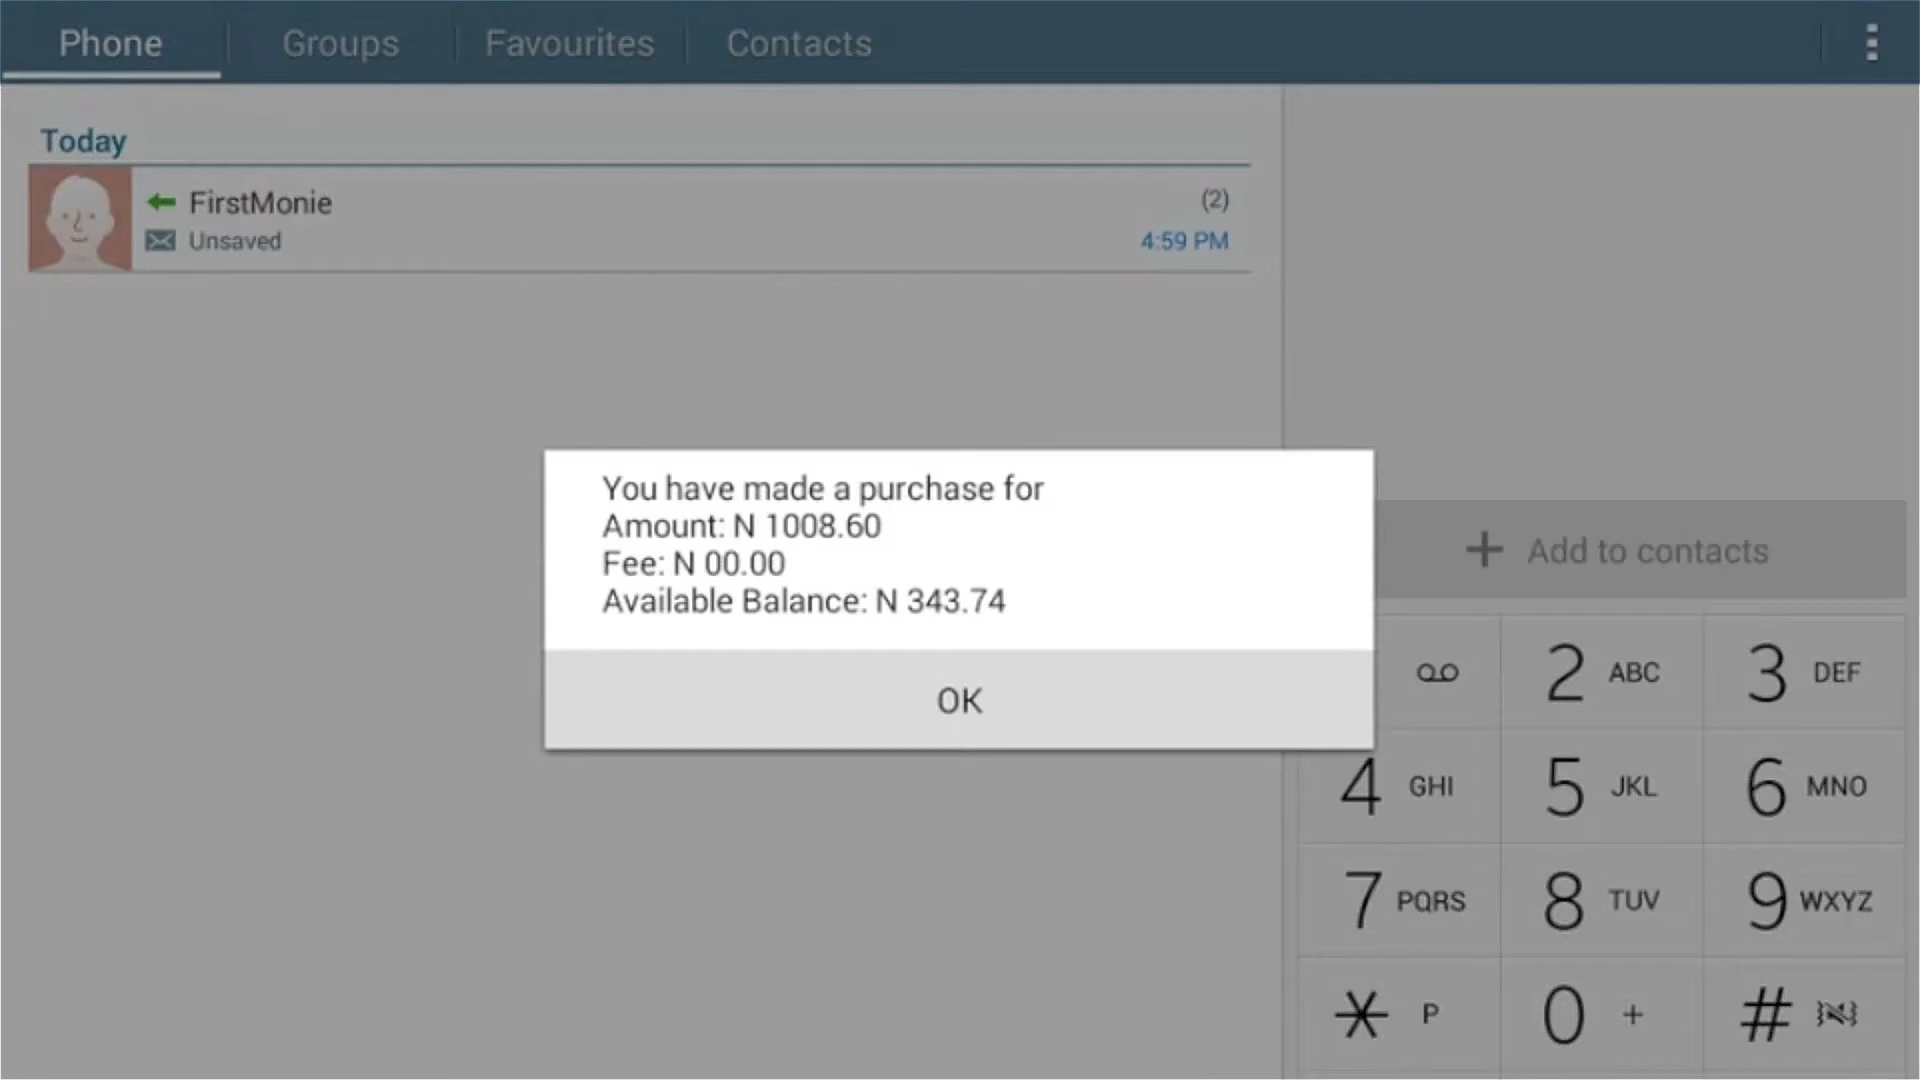 Phone Groups Favourites Contacts
Today
FirstMonie (2)
Unsaved 4:59 PM
You have made a purchase for
Amount: N 1008.60
Fee: N 00.00
Available Balance: N 343.74
OK
+ Add to contacts
2 ABC 3 DEF
4 GHI 5 JKL 6 MNO
7 PQRS 8 TUV 9 WXYZ
* P 0 + #